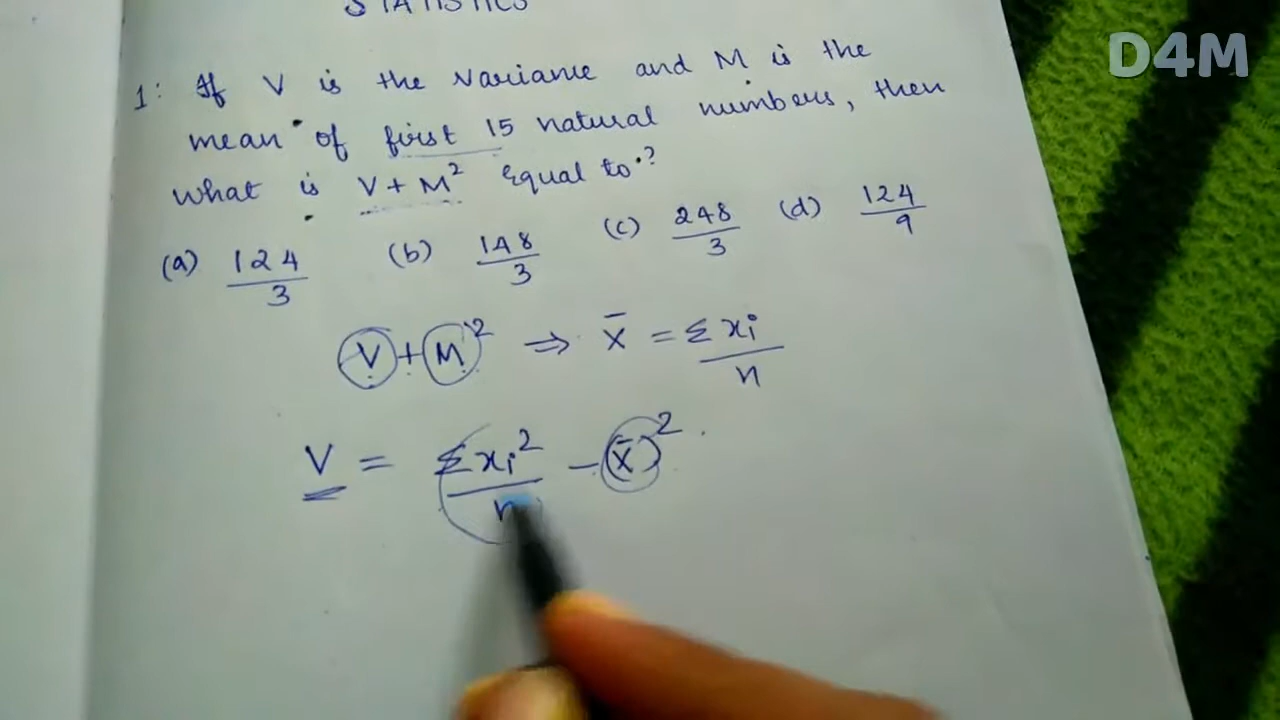 STATISTICS
D4M
1: If V is the variance and M is the
mean of first 15 natural numbers, then
what is V + M² equal to ?
(a) 124/3 (b) 148/3 (c) 248/3 (d) 124/9
V + M² ⇒ x̄ = Σxi/n
V = Σxi²/n - (x̄)²